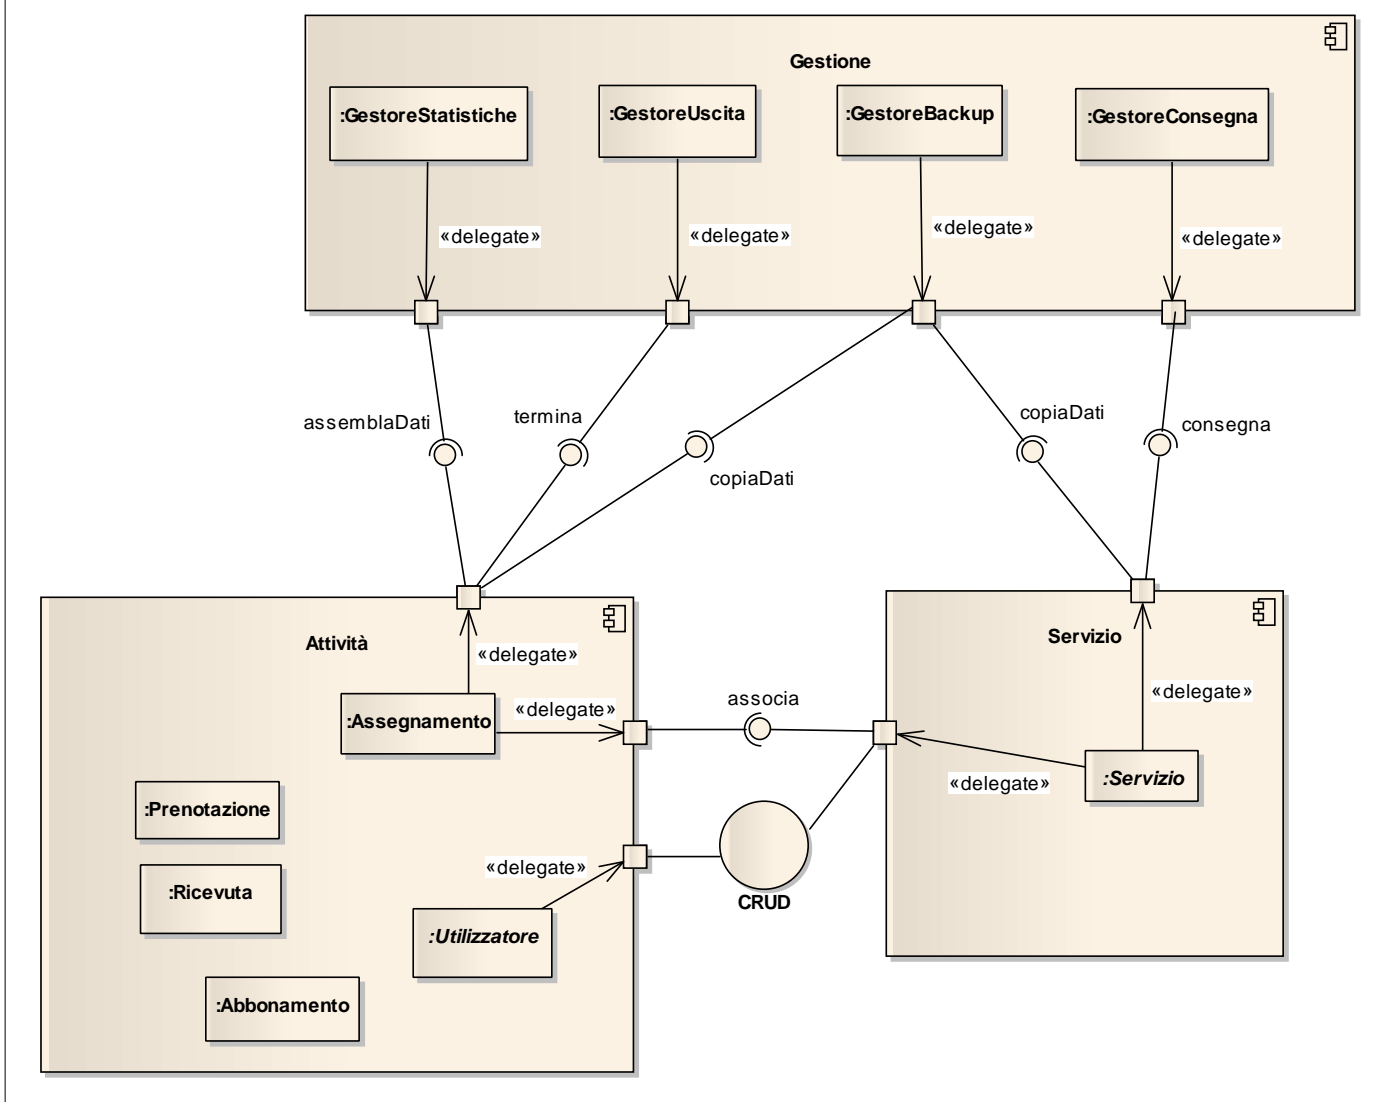 Gestione
:GestoreStatistiche
:GestoreUscita
:GestoreBackup
:GestoreConsegna
«delegate»
«delegate»
«delegate»
«delegate»
assemblaDati
termina
copiaDati
copiaDati
consegna
Attività
«delegate»
:Assegnamento
«delegate»
associa
Servizio
«delegate»
:Servizio
«delegate»
:Prenotazione
:Ricevuta
«delegate»
:Utilizzatore
CRUD
:Abbonamento